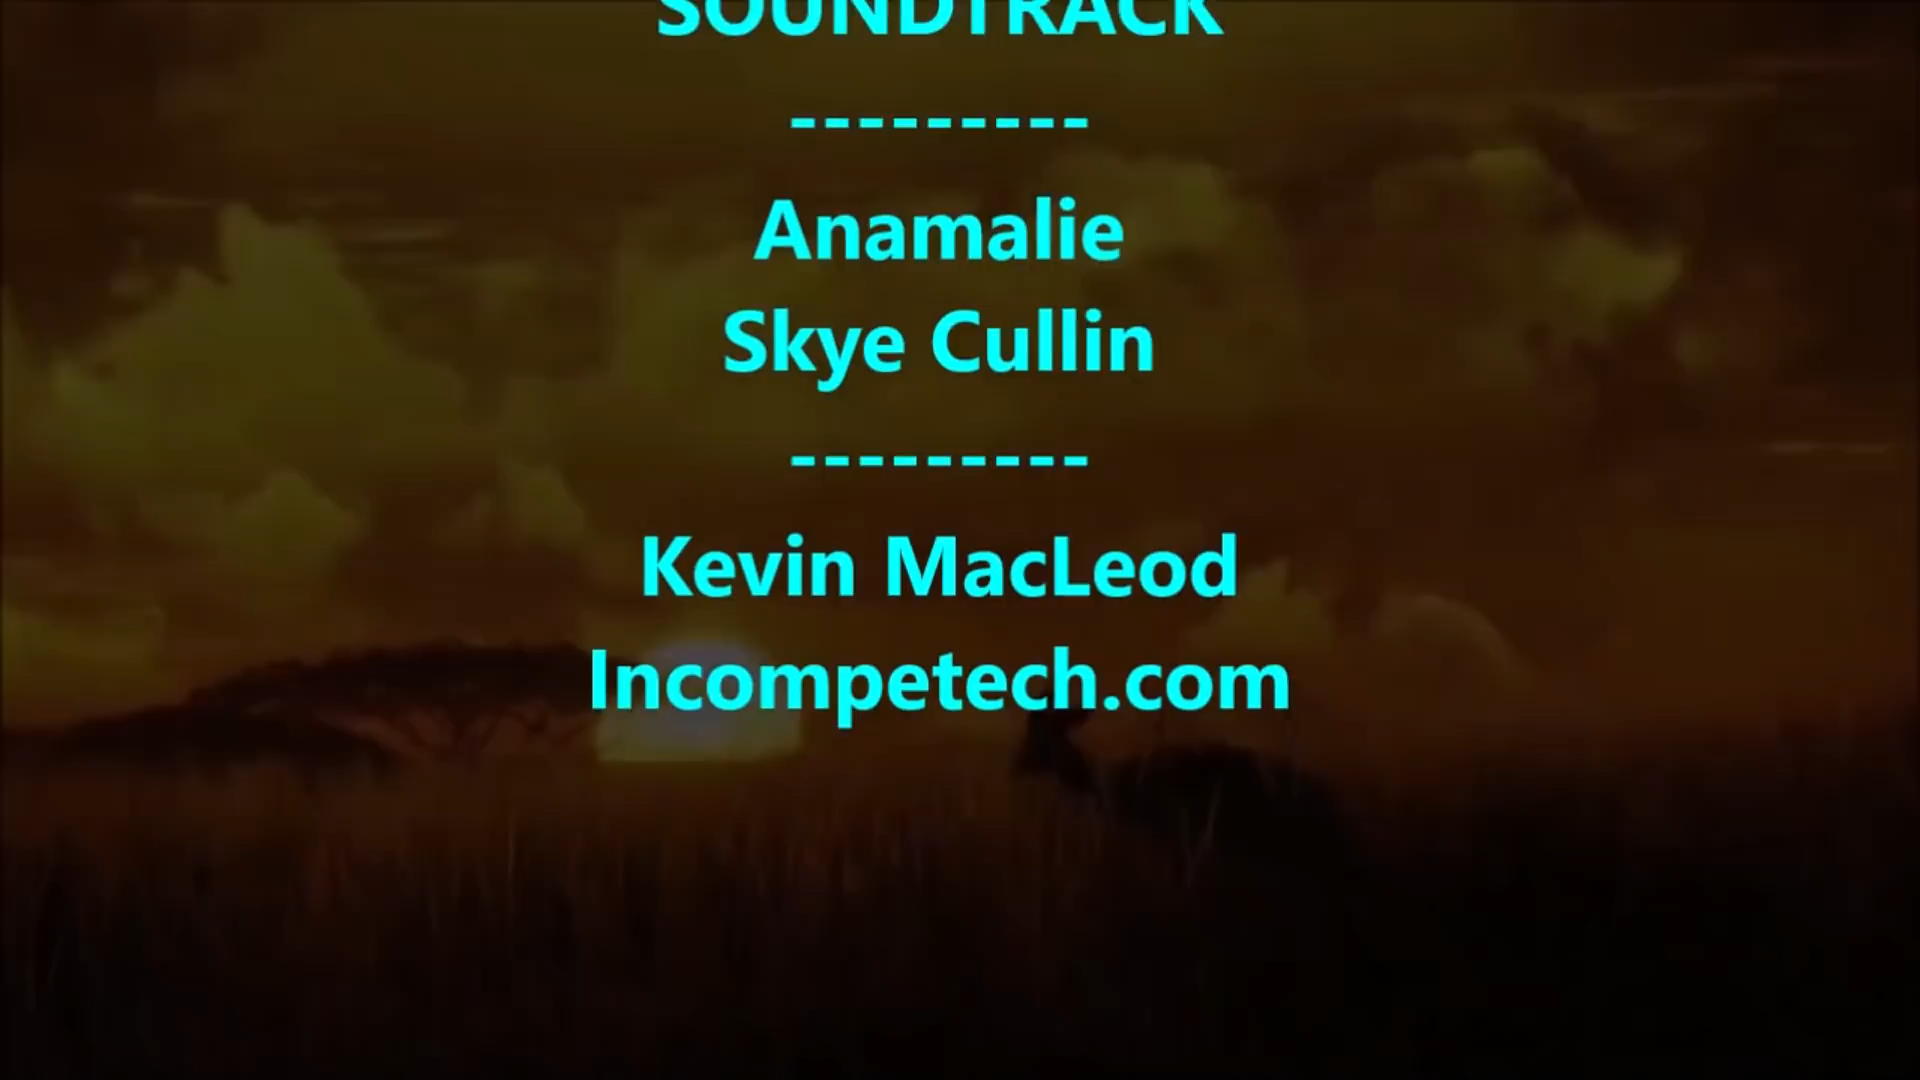 SOUNDTRACK
---------
Anamalie
Skye Cullin
---------
Kevin MacLeod
Incompetech.com